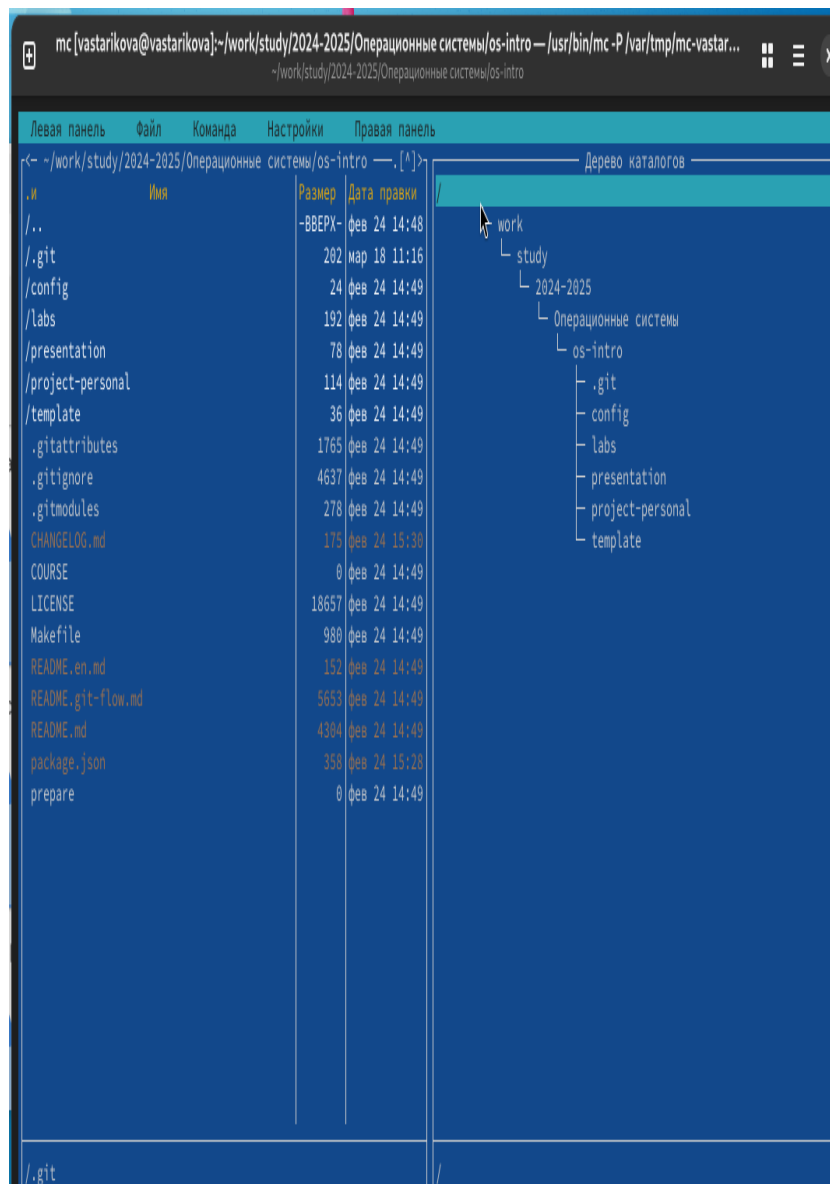 mc [vastarikova@vastarikova]:~/work/study/2024-2025/Операционные системы/os-intro — /usr/bin/mc -P /var/tmp/mc-vastar...
~/work/study/2024-2025/Операционные системы/os-intro
Левая панель Файл Команда Настройки Правая панель
<- ~/work/study/2024-2025/Операционные системы/os-intro —.[^]> Дерево каталогов
.и Имя Размер Дата правки /
/.. -ВВЕРХ- фев 24 14:48 work
/.git 202 мар 18 11:16 study
/config 24 фев 24 14:49 2024-2025
/labs 192 фев 24 14:49 Операционные системы
/presentation 78 фев 24 14:49 os-intro
/project-personal 114 фев 24 14:49 .git
/template 36 фев 24 14:49 config
.gitattributes 1765 фев 24 14:49 labs
.gitignore 4637 фев 24 14:49 presentation
.gitmodules 278 фев 24 14:49 project-personal
CHANGELOG.md 175 фев 24 15:30 template
COURSE 0 фев 24 14:49
LICENSE 18657 фев 24 14:49
Makefile 980 фев 24 14:49
README.en.md 152 фев 24 14:49
README.git-flow.md 5653 фев 24 14:49
README.md 4304 фев 24 14:49
package.json 358 фев 24 15:28
prepare 0 фев 24 14:49
/.git /